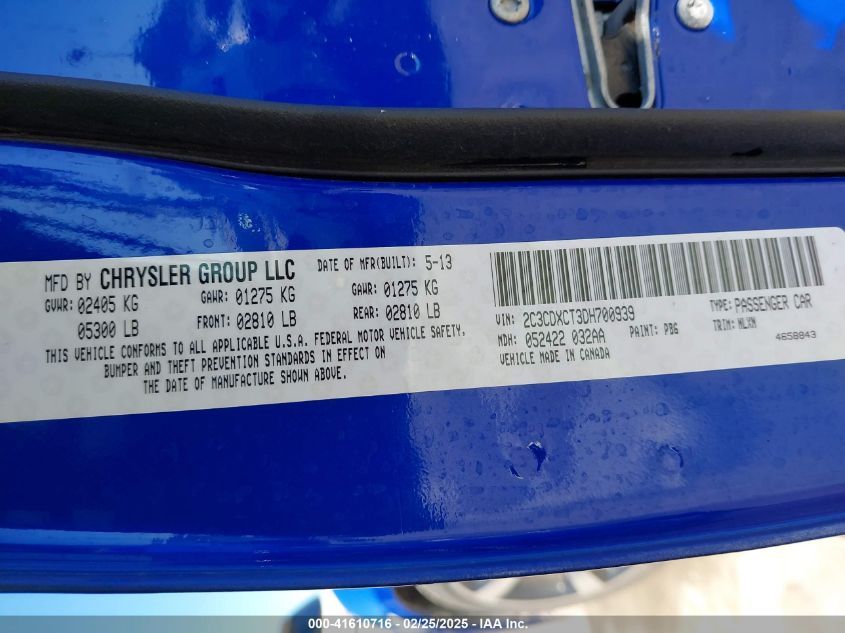 MFD BY CHRYSLER GROUP LLC DATE OF MFR(BUILT): 5-13
GVWR: 02405 KG GAWR: 01275 KG GAWR: 01275 KG
05300 LB FRONT: 02810 LB REAR: 02810 LB
THIS VEHICLE CONFORMS TO ALL APPLICABLE U.S.A. FEDERAL MOTOR VEHICLE SAFETY,
BUMPER AND THEFT PREVENTION STANDARDS IN EFFECT ON
THE DATE OF MANUFACTURE SHOWN ABOVE.
VIN: 2C3CDXCT3DH700939 TYPE: PASSENGER CAR
MDH: 052422 032AA PAINT: PBG TRIM: NLXN
VEHICLE MADE IN CANADA 4658843
000-41610716 - 02/25/2025 - IAA Inc.